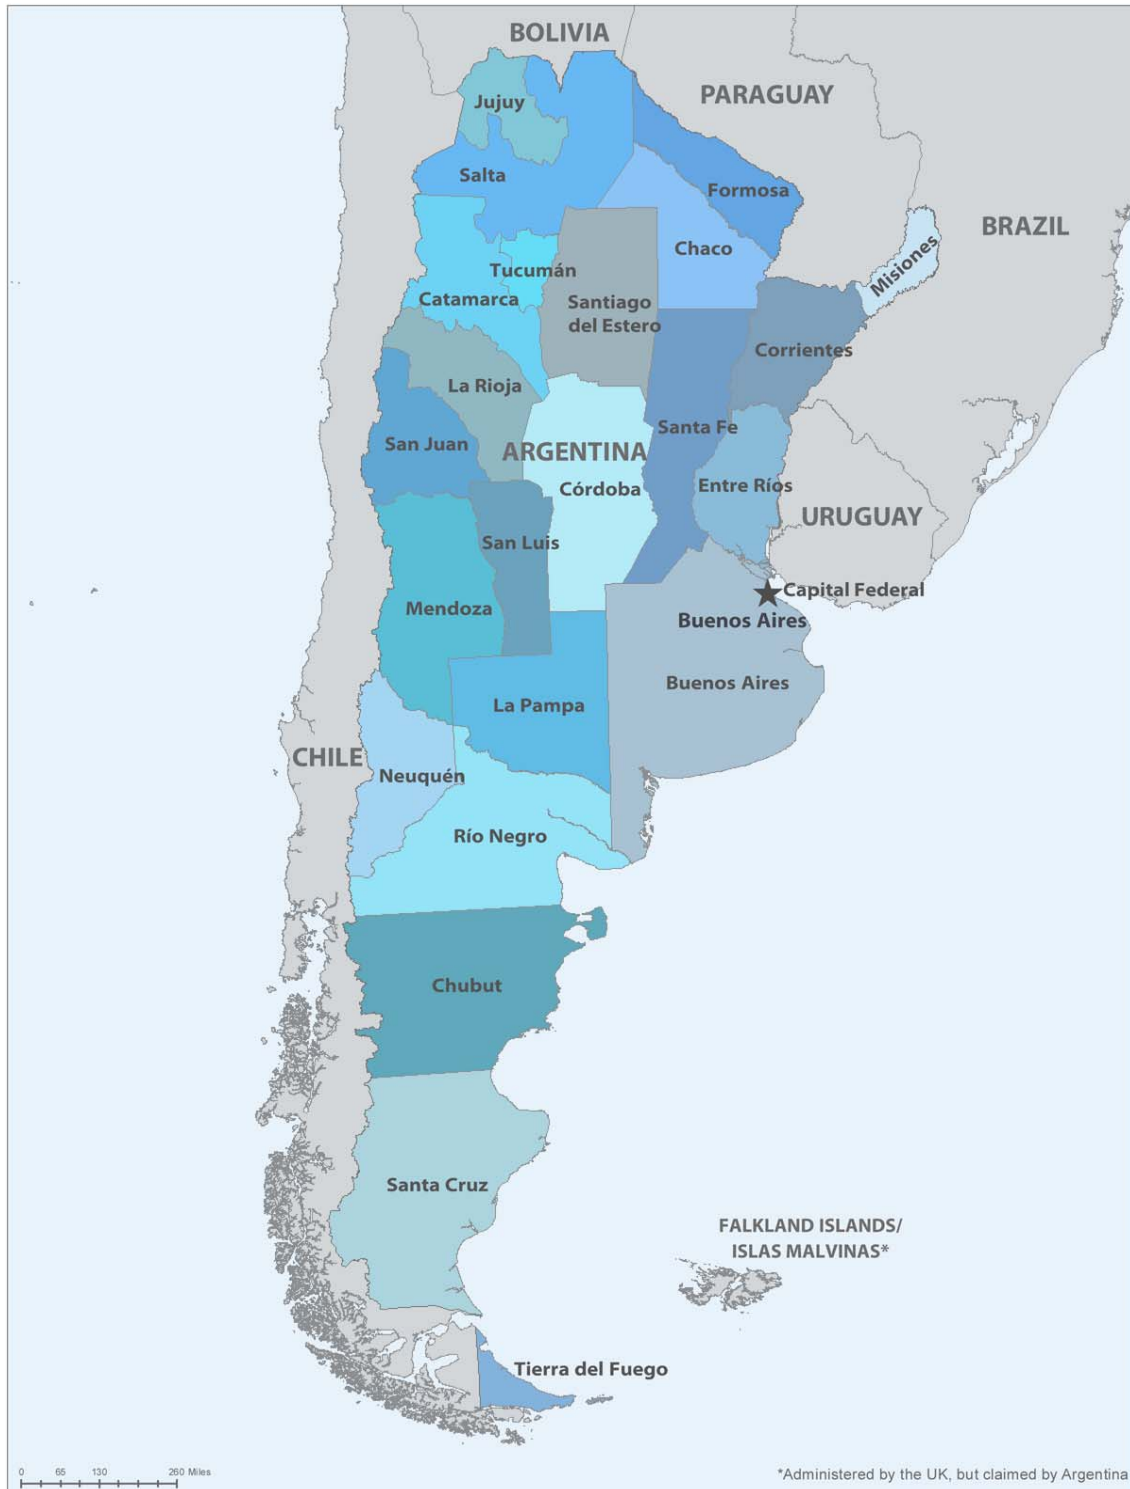 BOLIVIA
PARAGUAY
Jujuy
Salta
Formosa
BRAZIL
Chaco
Misiones
Tucumán
Catamarca
Santiago
del Estero
Corrientes
La Rioja
Santa Fe
San Juan
ARGENTINA
Córdoba
Entre Ríos
URUGUAY
San Luis
Capital Federal
Mendoza
Buenos Aires
Buenos Aires
La Pampa
CHILE
Neuquén
Río Negro
Chubut
Santa Cruz
FALKLAND ISLANDS/
ISLAS MALVINAS*
Tierra del Fuego
0 65 130 260 Miles
*Administered by the UK, but claimed by Argentina